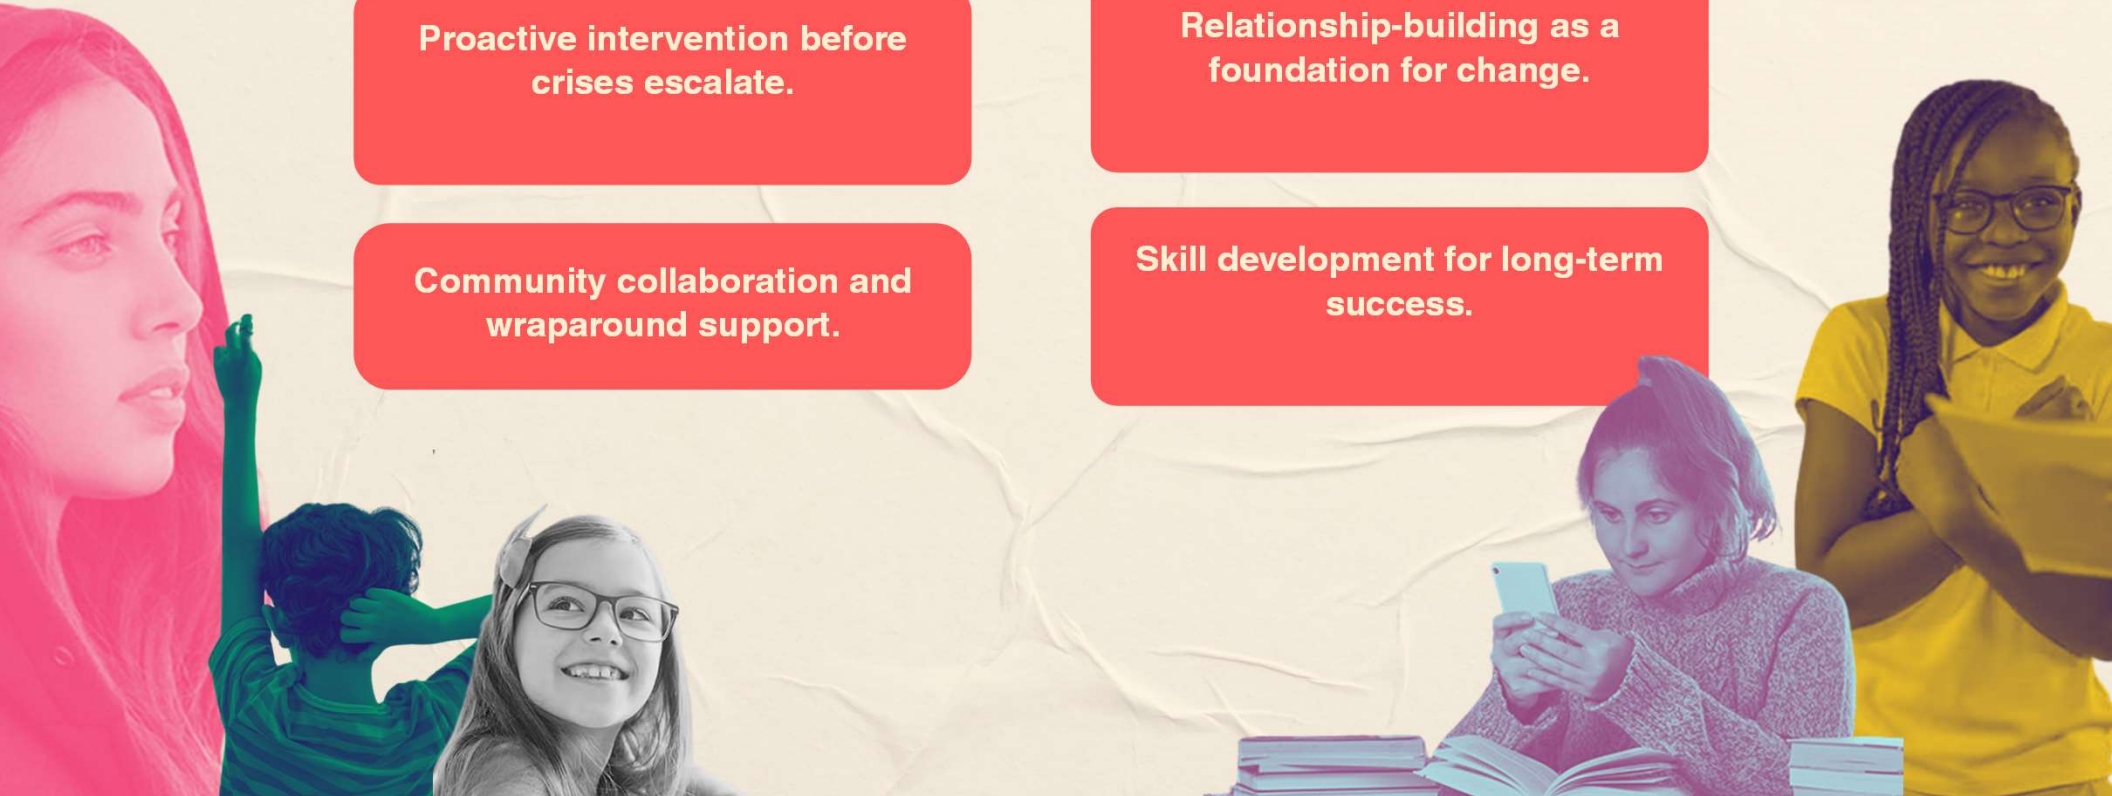 Proactive intervention before
crises escalate.
Relationship-building as a
foundation for change.
Community collaboration and
wraparound support.
Skill development for long-term
success.